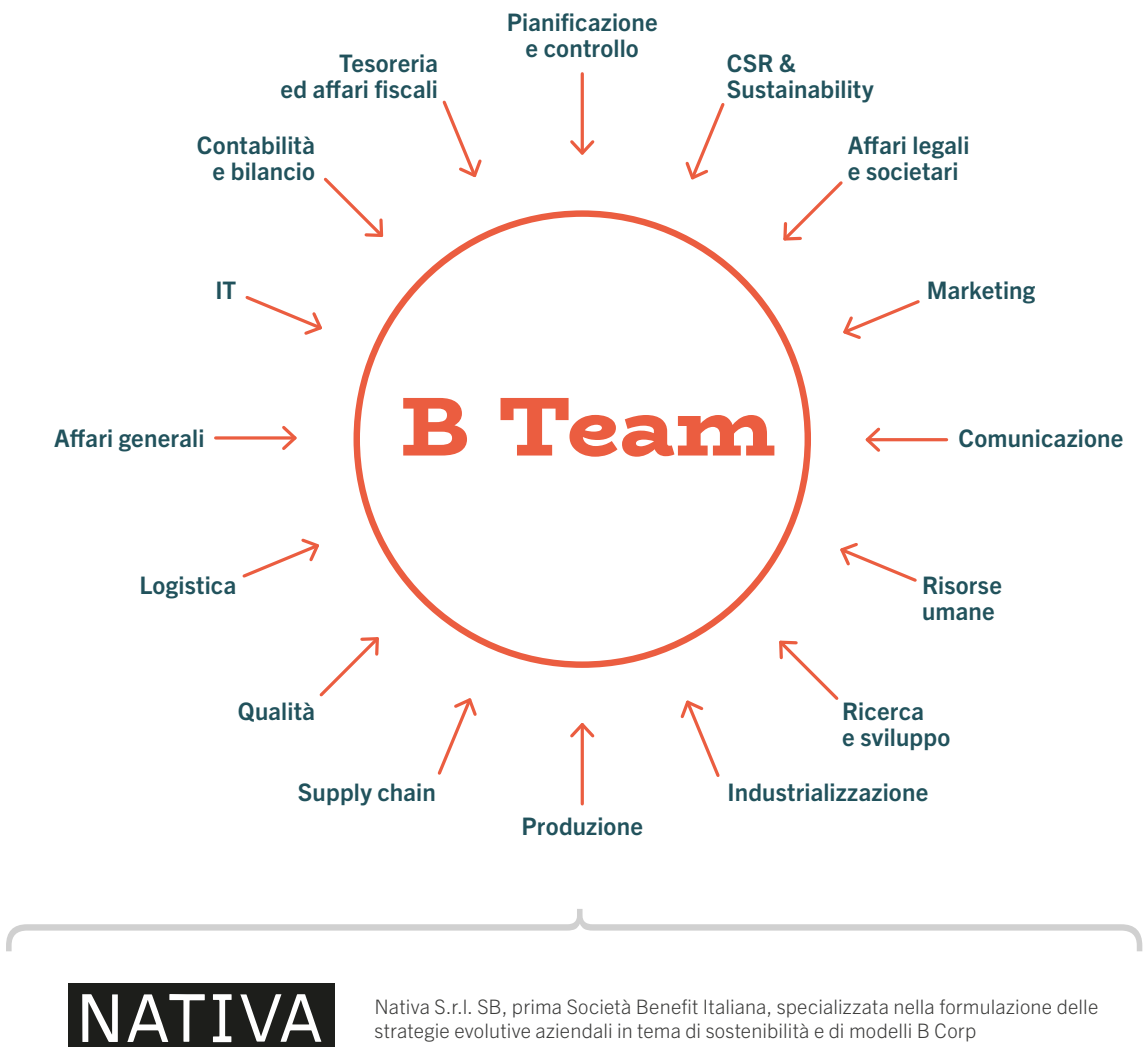 Pianificazione
e controllo
Tesoreria
ed affari fiscali
CSR &
Sustainability
Contabilità
e bilancio
Affari legali
e societari
IT
Marketing
B Team
Affari generali
Comunicazione
Logistica
Risorse
umane
Qualità
Ricerca
e sviluppo
Supply chain
Industrializzazione
Produzione
NATIVA
Nativa S.r.l. SB, prima Società Benefit Italiana, specializzata nella formulazione delle
strategie evolutive aziendali in tema di sostenibilità e di modelli B Corp